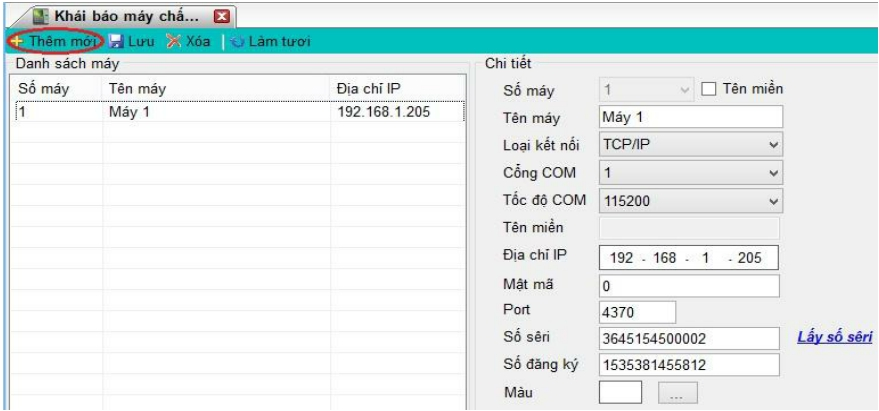 Khái báo máy chấ...
Thêm mới Lưu Xóa Làm tươi
Danh sách máy
Số máy Tên máy Địa chỉ IP
1 Máy 1 192.168.1.205
Chi tiết
Số máy 1 Tên miền
Tên máy Máy 1
Loại kết nối TCP/IP
Cổng COM 1
Tốc độ COM 115200
Tên miền
Địa chỉ IP 192 - 168 - 1 - 205
Mật mã 0
Port 4370
Số sêri 3645154500002 Lấy số sêri
Số đăng ký 1535381455812
Màu ...